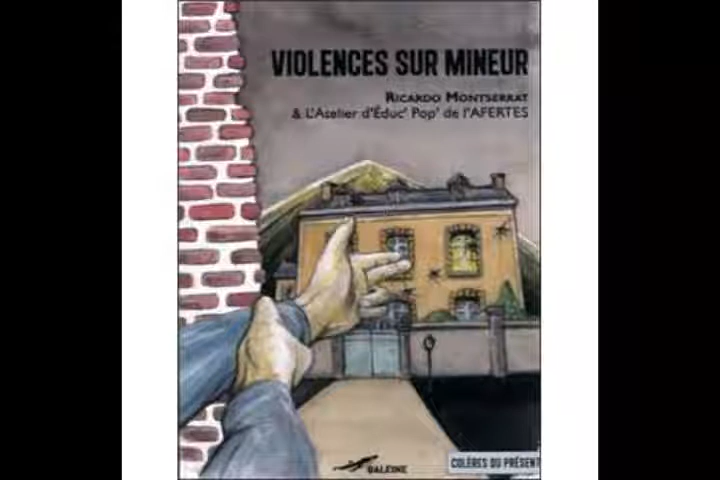 VIOLENCES SUR MINEUR
RICARDO MONTSERRAT
& L'Atelier d'Éduc' Pop' de l'AFERTES
BALEINE
COLÈRES DU PRÉSENT